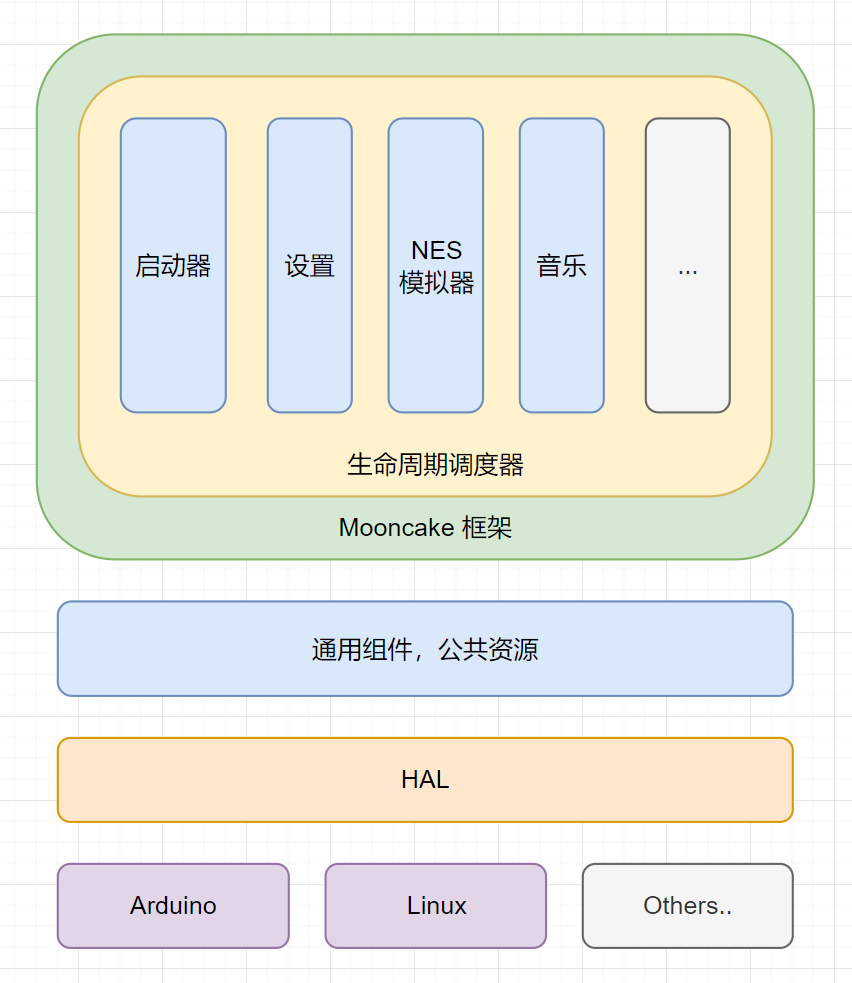 启动器
设置
NES
模拟器
音乐
...
生命周期调度器
Mooncake 框架
通用组件，公共资源
HAL
Arduino
Linux
Others..